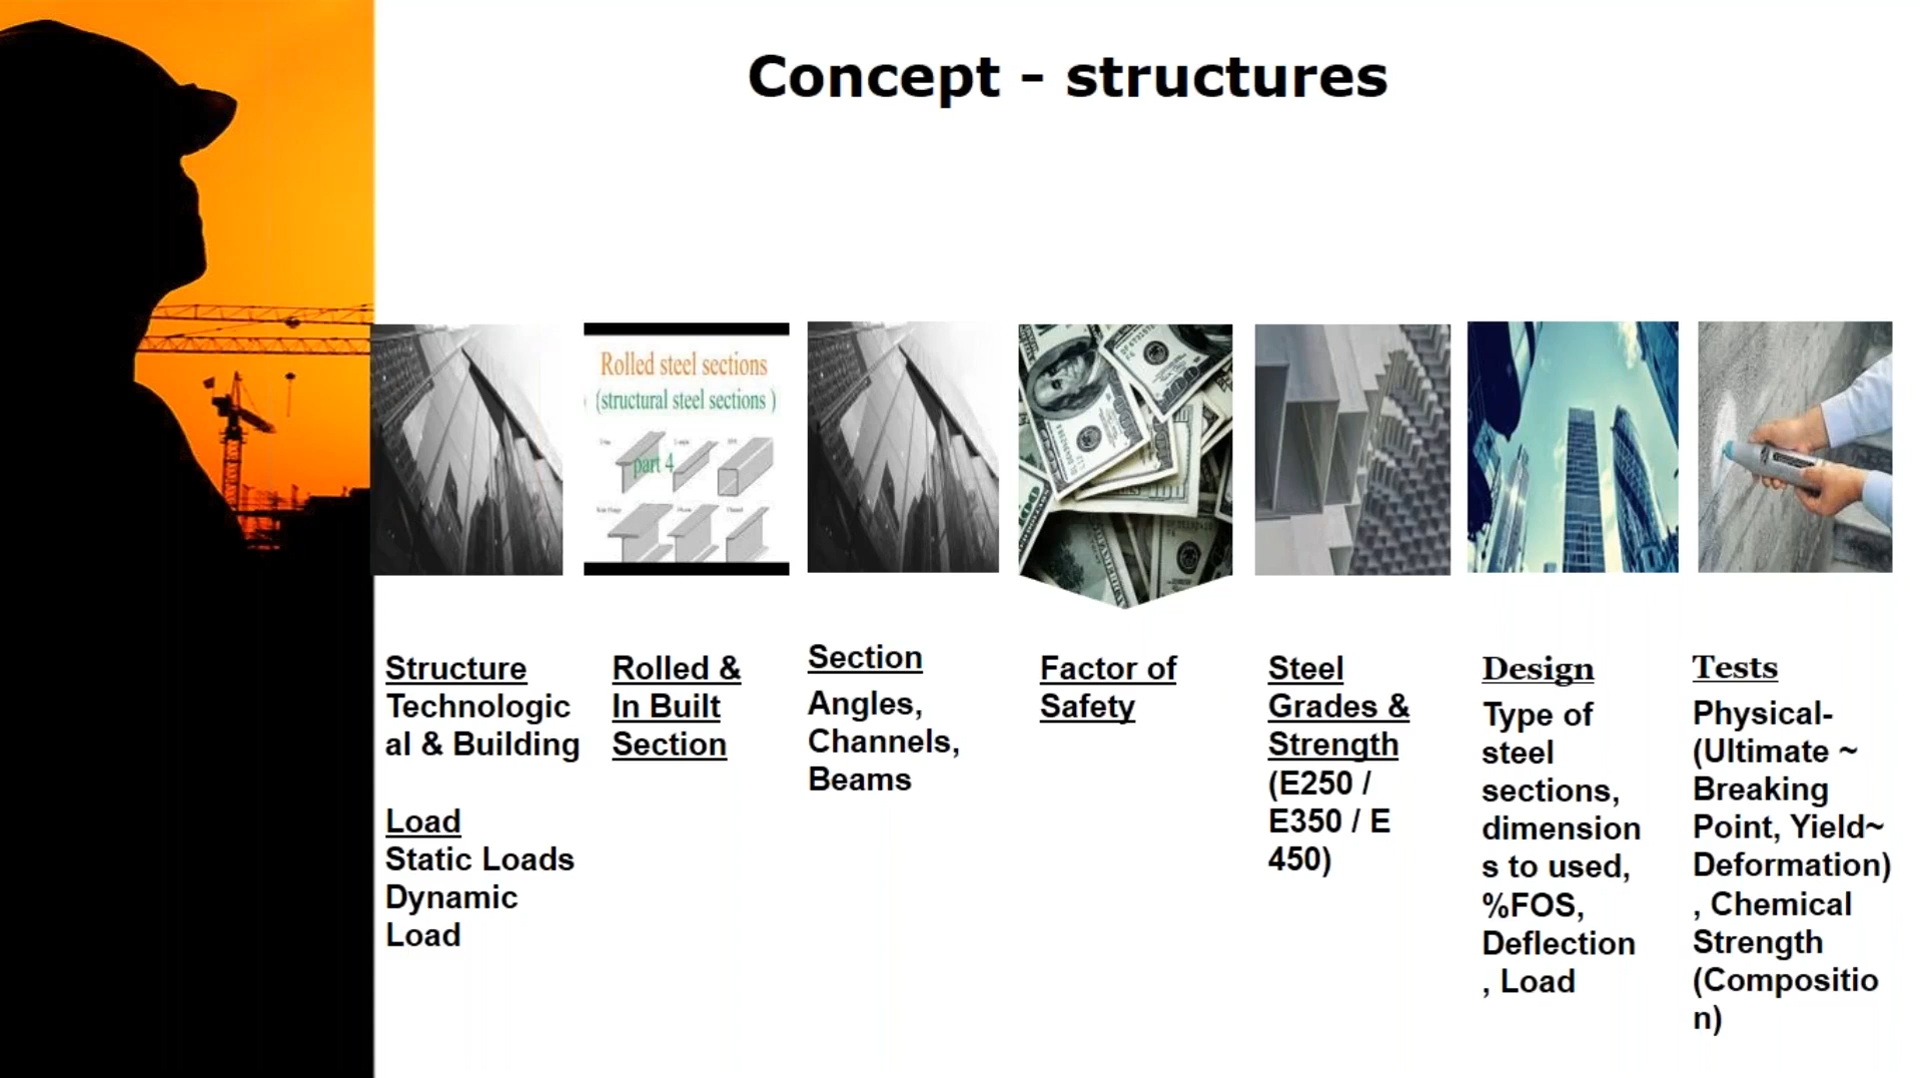 Concept - structures
Rolled steel sections
(structural steel sections )
part 4
Structure
Technologic
al & Building
Load
Static Loads
Dynamic
Load
Rolled &
In Built
Section
Section
Angles,
Channels,
Beams
Factor of
Safety
Steel
Grades &
Strength
(E250 /
E350 / E
450)
Design
Type of
steel
sections,
dimension
s to used,
%FOS,
Deflection
, Load
Tests
Physical-
(Ultimate ~
Breaking
Point, Yield~
Deformation)
, Chemical
Strength
(Compositio
n)